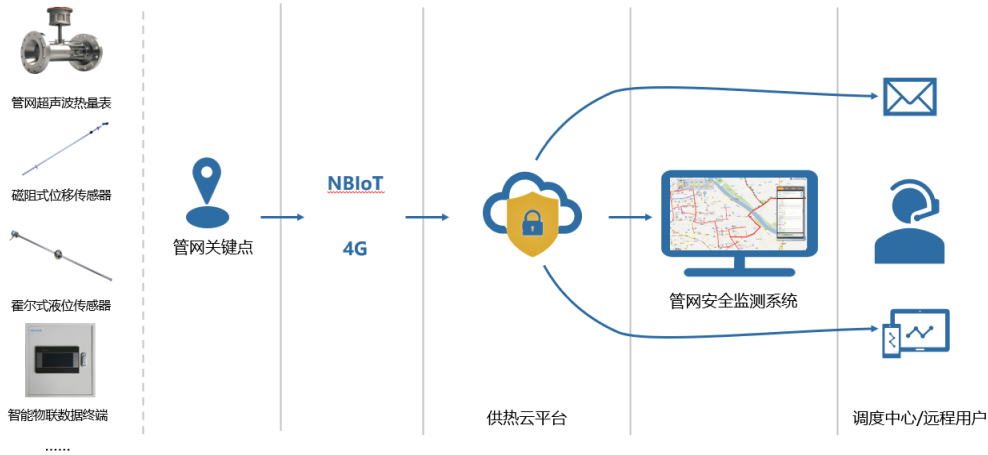 管网超声波热量表
磁阻式位移传感器
霍尔式液位传感器
智能物联数据终端
......
管网关键点
NBIoT
4G
供热云平台
管网安全监测系统
调度中心/远程用户